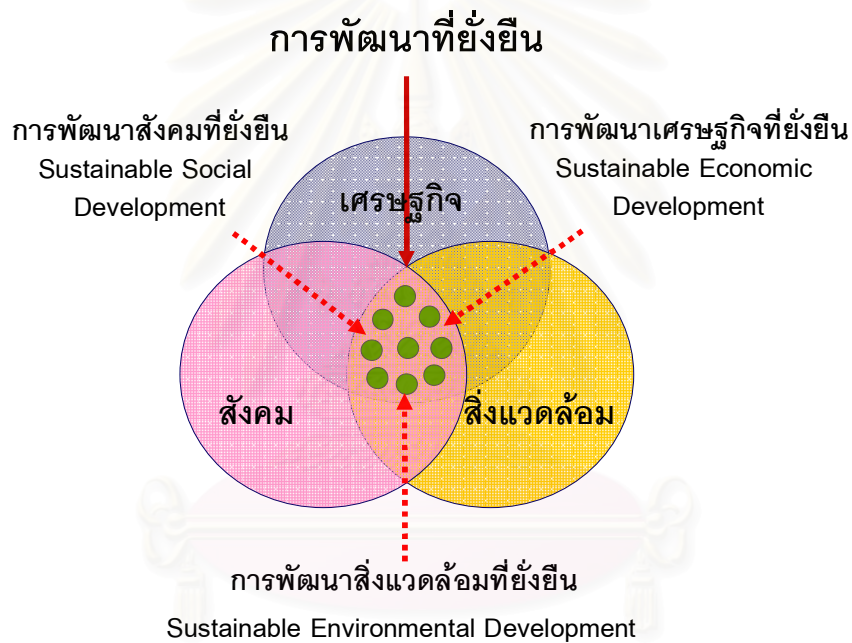 การพัฒนาที่ยั่งยืน
การพัฒนาสังคมที่ยั่งยืน
Sustainable Social
Development
การพัฒนาเศรษฐกิจที่ยั่งยืน
Sustainable Economic
Development
เศรษฐกิจ
สังคม
สิ่งแวดล้อม
การพัฒนาสิ่งแวดล้อมที่ยั่งยืน
Sustainable Environmental Development